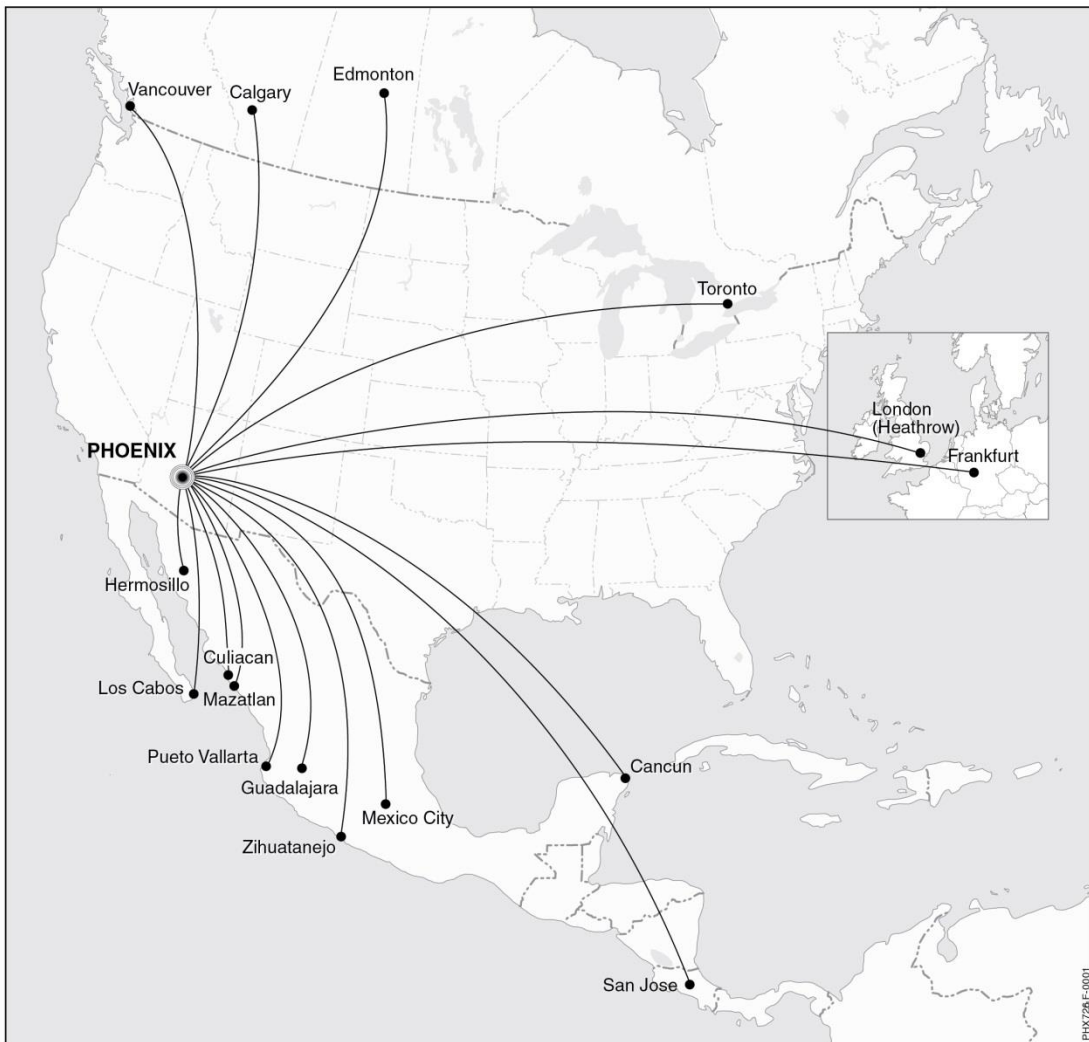 Vancouver
Calgary
Edmonton
Toronto
PHOENIX
London
(Heathrow)
Frankfurt
Hermosillo
Culiacan
Los Cabos
Mazatlan
Pueto Vallarta
Guadalajara
Cancun
Mexico City
Zihuatanejo
San Jose